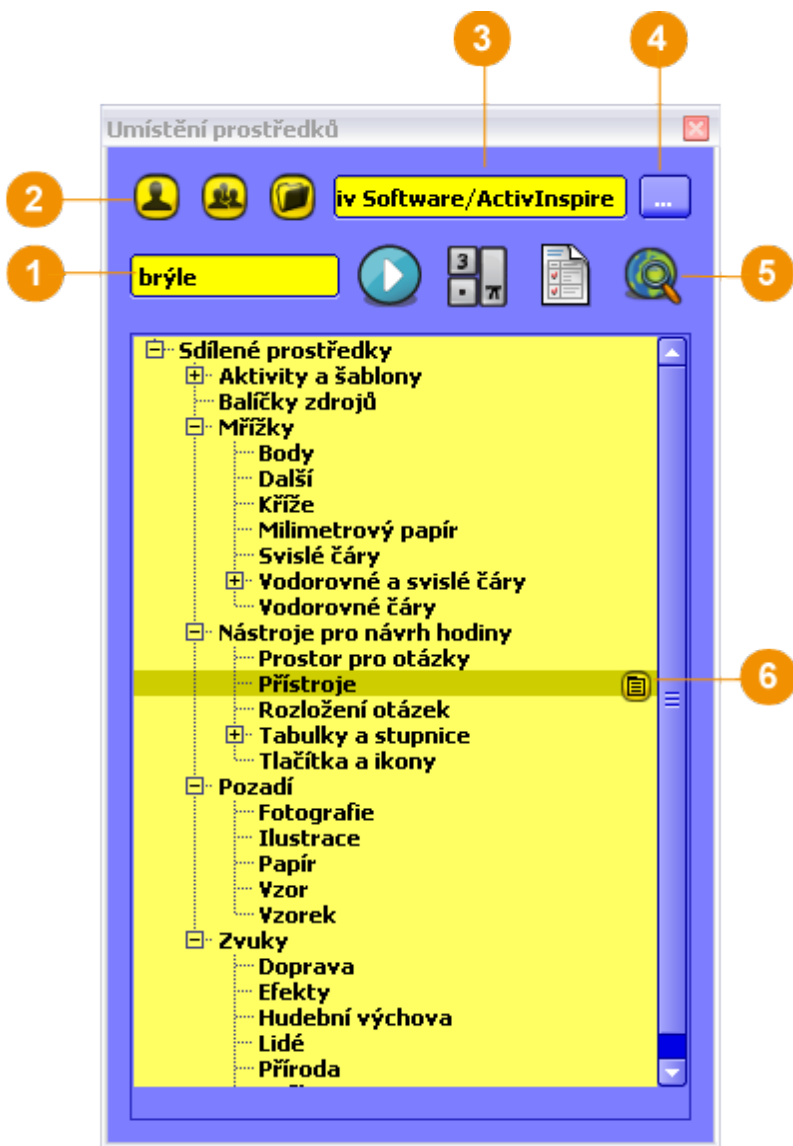 3
4
Umístění prostředků
2
iv Software/ActivInspire
...
1
brýle
3
5
Sdílené prostředky
Aktivity a šablony
Balíčky zdrojů
Mřížky
Body
Další
Kříže
Milimetrový papír
Svislé čáry
Vodorovné a svislé čáry
Vodorovné čáry
Nástroje pro návrh hodiny
Prostor pro otázky
Přístroje
6
Rozložení otázek
Tabulky a stupnice
Tlačítka a ikony
Pozadí
Fotografie
Ilustrace
Papír
Vzor
Vzorek
Zvuky
Doprava
Efekty
Hudební výchova
Lidé
Příroda